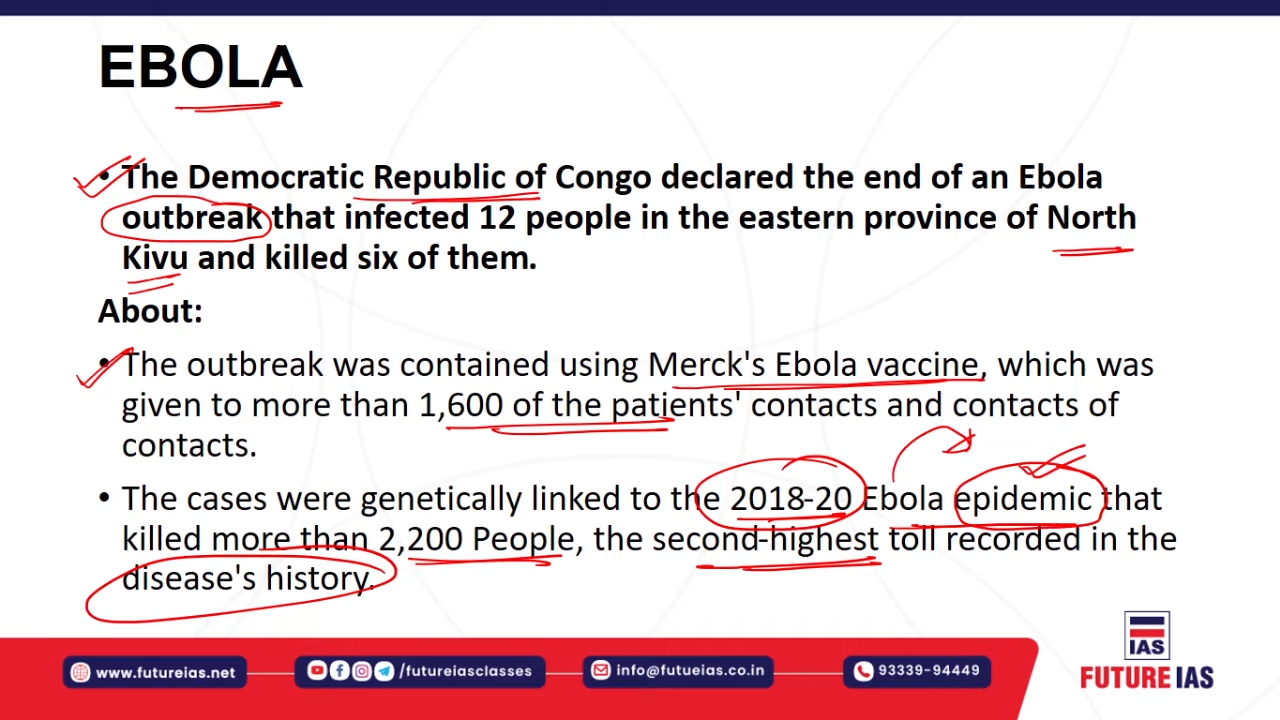 EBOLA
• The Democratic Republic of Congo declared the end of an Ebola
outbreak that infected 12 people in the eastern province of North
Kivu and killed six of them.
About:
• The outbreak was contained using Merck's Ebola vaccine, which was
given to more than 1,600 of the patients' contacts and contacts of
contacts.
• The cases were genetically linked to the 2018-20 Ebola epidemic that
killed more than 2,200 People, the second-highest toll recorded in the
disease's history.
IAS
www.futureias.net
/futureiasclasses
info@futueias.co.in
93339-94449
FUTURE IAS